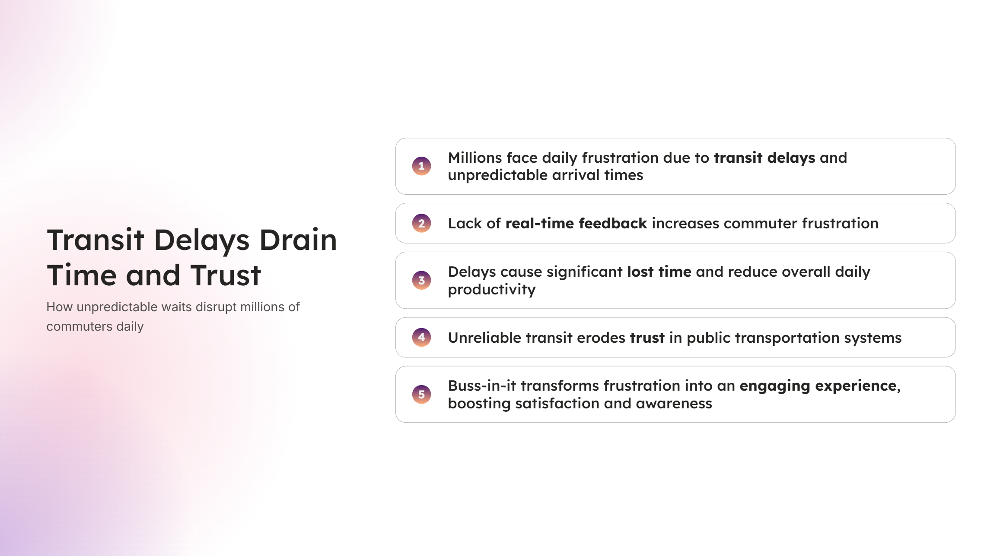 Transit Delays Drain
Time and Trust
How unpredictable waits disrupt millions of
commuters daily
1
Millions face daily frustration due to transit delays and
unpredictable arrival times
2
Lack of real-time feedback increases commuter frustration
3
Delays cause significant lost time and reduce overall daily
productivity
4
Unreliable transit erodes trust in public transportation systems
5
Buss-in-it transforms frustration into an engaging experience,
boosting satisfaction and awareness